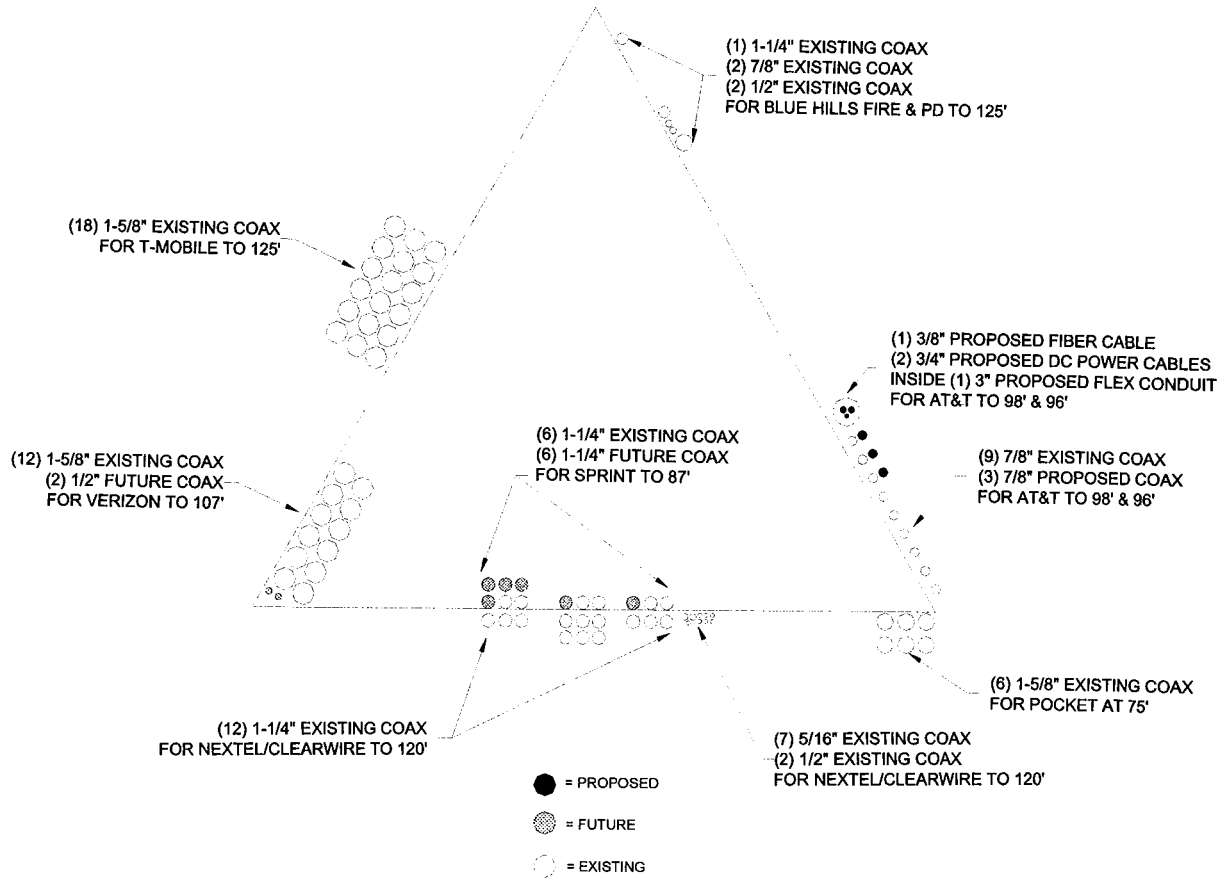 (1) 1-1/4" EXISTING COAX
(2) 7/8" EXISTING COAX
(2) 1/2" EXISTING COAX
FOR BLUE HILLS FIRE & PD TO 125'
(18) 1-5/8" EXISTING COAX
FOR T-MOBILE TO 125'
(1) 3/8" PROPOSED FIBER CABLE
(2) 3/4" PROPOSED DC POWER CABLES
INSIDE (1) 3" PROPOSED FLEX CONDUIT
FOR AT&T TO 98' & 96'
(12) 1-5/8" EXISTING COAX
(2) 1/2" FUTURE COAX
FOR VERIZON TO 107'
(6) 1-1/4" EXISTING COAX
(6) 1-1/4" FUTURE COAX
FOR SPRINT TO 87'
(9) 7/8" EXISTING COAX
(3) 7/8" PROPOSED COAX
FOR AT&T TO 98' & 96'
(6) 1-5/8" EXISTING COAX
FOR POCKET AT 75'
(12) 1-1/4" EXISTING COAX
FOR NEXTEL/CLEARWIRE TO 120'
(7) 5/16" EXISTING COAX
(2) 1/2" EXISTING COAX
FOR NEXTEL/CLEARWIRE TO 120'
= PROPOSED
= FUTURE
= EXISTING